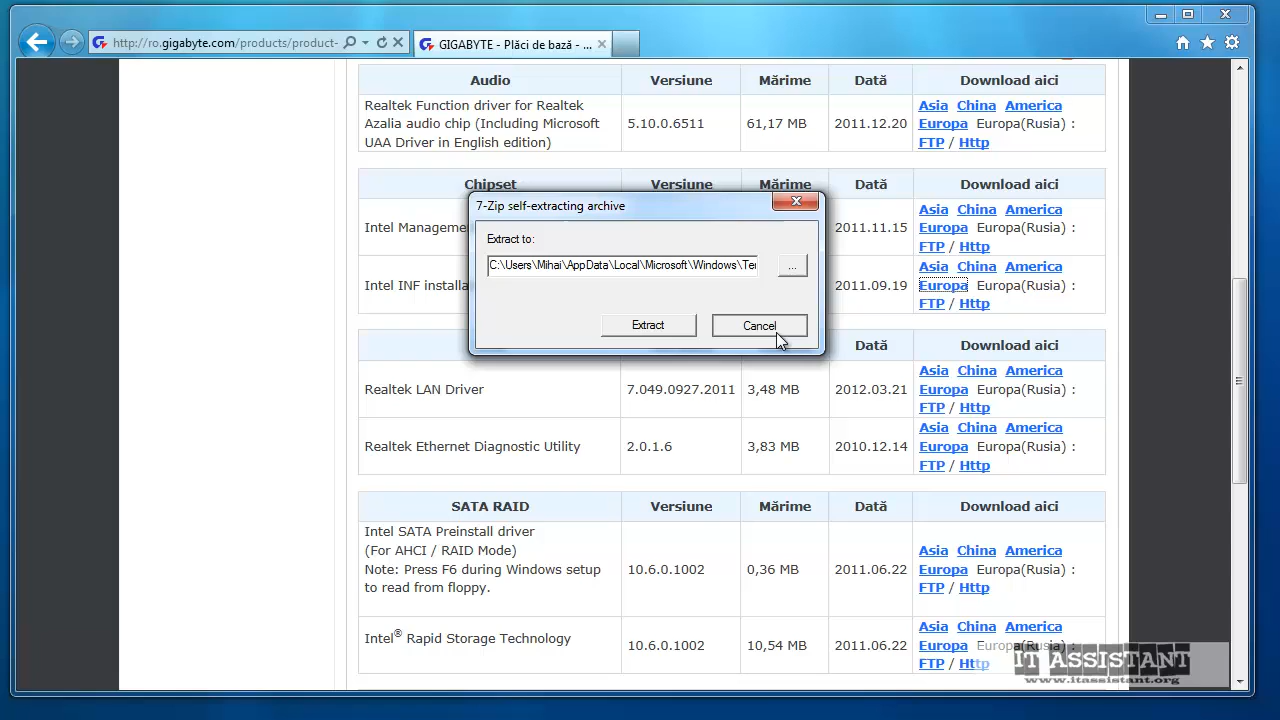 http://ro.gigabyte.com/products/product-
GIGABYTE - Plăci de bază - ...
Audio Versiune Mărime Dată Download aici
Realtek Function driver for Realtek
Azalia audio chip (Including Microsoft
UAA Driver in English edition)
5.10.0.6511
61,17 MB
2011.12.20
Asia China America
Europa Europa(Rusia) :
FTP / Http
Chipset Versiune Mărime Dată Download aici
Intel Manageme
2011.11.15
Asia China America
Europa Europa(Rusia) :
FTP / Http
Intel INF installa
2011.09.19
Asia China America
Europa Europa(Rusia) :
FTP / Http
7-Zip self-extracting archive
Extract to:
C:\Users\Mihai\AppData\Local\Microsoft\Windows\Te
...
Extract
Cancel
Dată Download aici
Realtek LAN Driver
7.049.0927.2011
3,48 MB
2012.03.21
Asia China America
Europa Europa(Rusia) :
FTP / Http
Realtek Ethernet Diagnostic Utility
2.0.1.6
3,83 MB
2010.12.14
Asia China America
Europa Europa(Rusia) :
FTP / Http
SATA RAID Versiune Mărime Dată Download aici
Intel SATA Preinstall driver
(For AHCI / RAID Mode)
Note: Press F6 during Windows setup
to read from floppy.
10.6.0.1002
0,36 MB
2011.06.22
Asia China America
Europa Europa(Rusia) :
FTP / Http
Intel® Rapid Storage Technology
10.6.0.1002
10,54 MB
2011.06.22
Asia China America
Europa Europa(Rusia) :
FTP / Http
IT ASSISTANT
www.itassistant.org